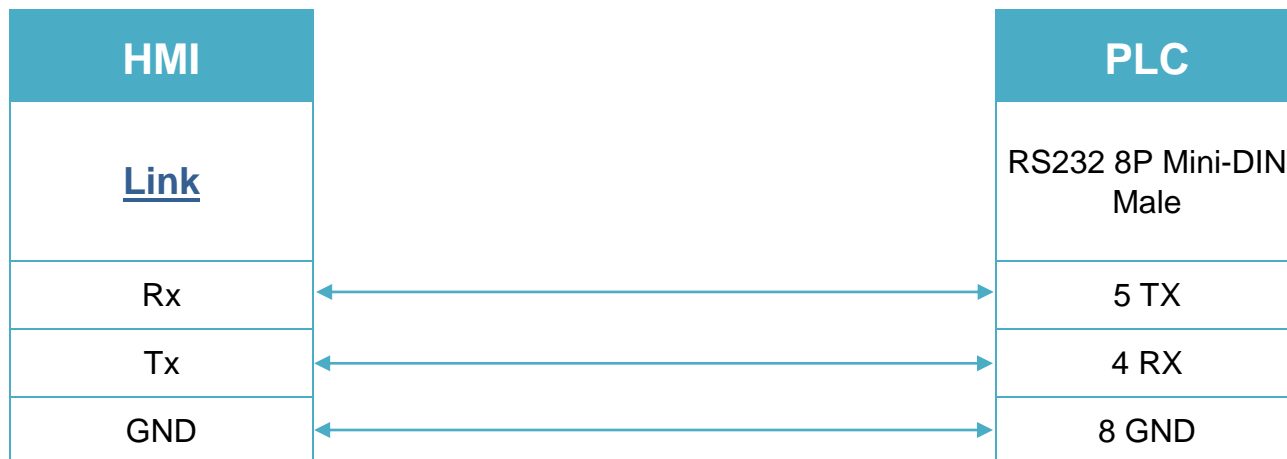 HMI
PLC
Link
RS232 8P Mini-DIN
Male
Rx
5 TX
Tx
4 RX
GND
8 GND